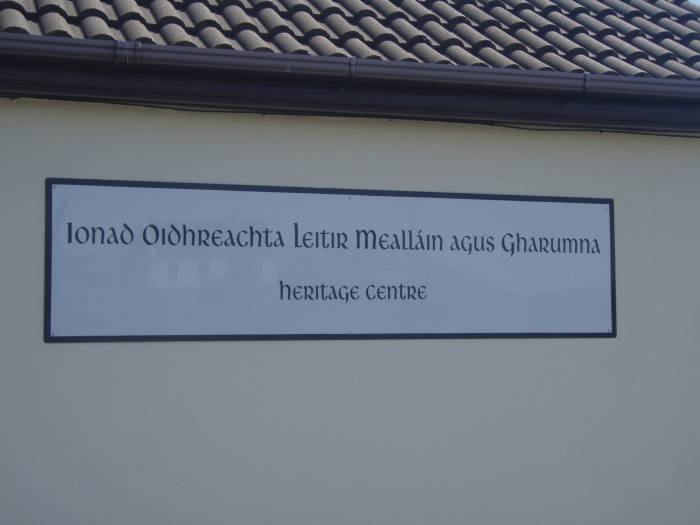 Ionad Oidhreachta Leitir Mealláin agus Gharumna
heritage centre